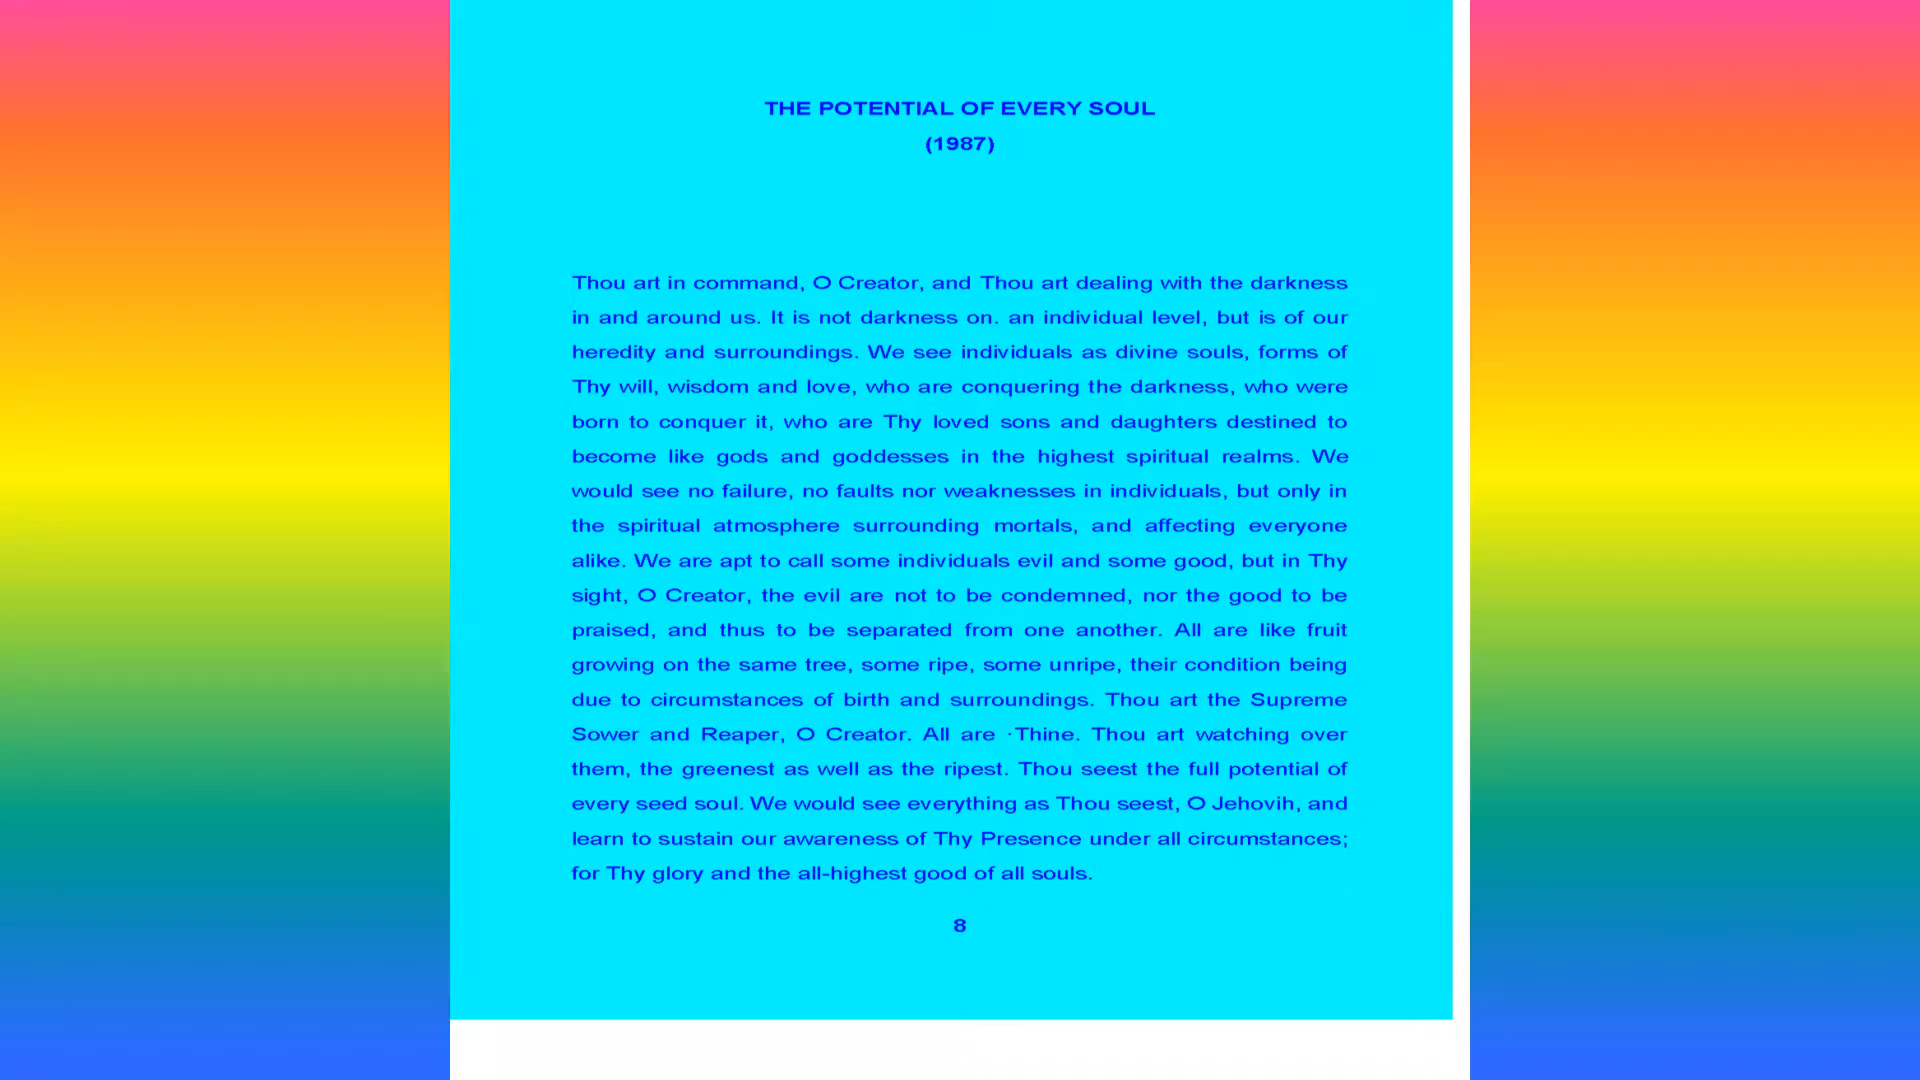 THE POTENTIAL OF EVERY SOUL
(1987)
Thou art in command, O Creator, and Thou art dealing with the darkness
in and around us. It is not darkness on. an individual level, but is of our
heredity and surroundings. We see individuals as divine souls, forms of
Thy will, wisdom and love, who are conquering the darkness, who were
born to conquer it, who are Thy loved sons and daughters destined to
become like gods and goddesses in the highest spiritual realms. We
would see no failure, no faults nor weaknesses in individuals, but only in
the spiritual atmosphere surrounding mortals, and affecting everyone
alike. We are apt to call some individuals evil and some good, but in Thy
sight, O Creator, the evil are not to be condemned, nor the good to be
praised, and thus to be separated from one another. All are like fruit
growing on the same tree, some ripe, some unripe, their condition being
due to circumstances of birth and surroundings. Thou art the Supreme
Sower and Reaper, O Creator. All are ·Thine. Thou art watching over
them, the greenest as well as the ripest. Thou seest the full potential of
every seed soul. We would see everything as Thou seest, O Jehovih, and
learn to sustain our awareness of Thy Presence under all circumstances;
for Thy glory and the all-highest good of all souls.
8